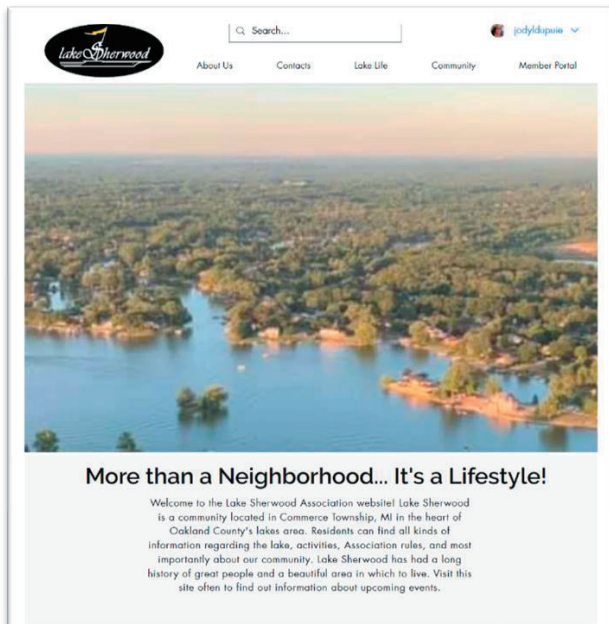 lake Sherwood
Search...
jodyldupuie
About Us
Contacts
Lake Life
Community
Member Portal
More than a Neighborhood... It's a Lifestyle!
Welcome to the Lake Sherwood Association website! Lake Sherwood
is a community located in Commerce Township, MI in the heart of
Oakland County's lakes area. Residents can find all kinds of
information regarding the lake, activities, Association rules, and most
importantly about our community. Lake Sherwood has had a long
history of great people and a beautiful area in which to live. Visit this
site often to find out information about upcoming events.